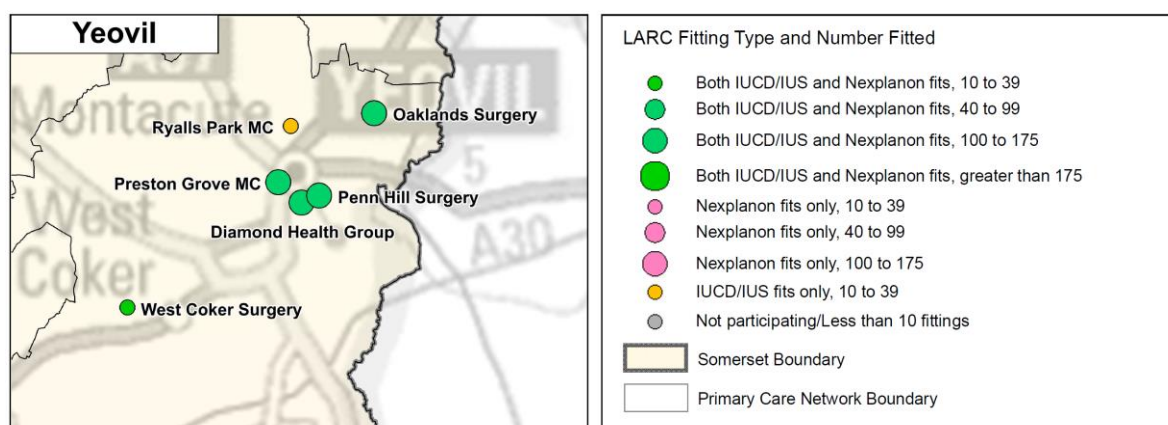 Yeovil
A37
YEOVIL
Montacute
Ryalls Park MC
Oaklands Surgery
5
Preston Grove MC
Penn Hill Surgery
West
Coker
Diamond Health Group
A30
West Coker Surgery
LARC Fitting Type and Number Fitted
Both IUCD/IUS and Nexplanon fits, 10 to 39
Both IUCD/IUS and Nexplanon fits, 40 to 99
Both IUCD/IUS and Nexplanon fits, 100 to 175
Both IUCD/IUS and Nexplanon fits, greater than 175
Nexplanon fits only, 10 to 39
Nexplanon fits only, 40 to 99
Nexplanon fits only, 100 to 175
IUCD/IUS fits only, 10 to 39
Not participating/Less than 10 fittings
Somerset Boundary
Primary Care Network Boundary